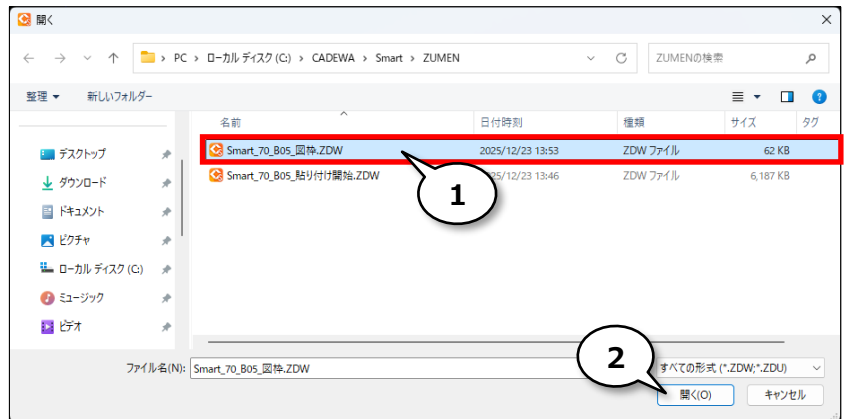 開く
PC › ローカル ディスク (C:) › CADEWA › Smart › ZUMEN
ZUMENの検索
整理 新しいフォルダー
名前 日付時刻 種類 サイズ タグ
Smart_70_B05_図枠.ZDW 2025/12/23 13:53 ZDW ファイル 62 KB
Smart_70_B05_貼り付け開始.ZDW 2025/12/23 13:46 ZDW ファイル 6,187 KB
1
デスクトップ
ダウンロード
ドキュメント
ピクチャ
ローカル ディスク (C:)
ミュージック
ビデオ
2
ファイル名(N): Smart_70_B05_図枠.ZDW すべての形式 (*.ZDW;*.ZDU)
開く(O) キャンセル